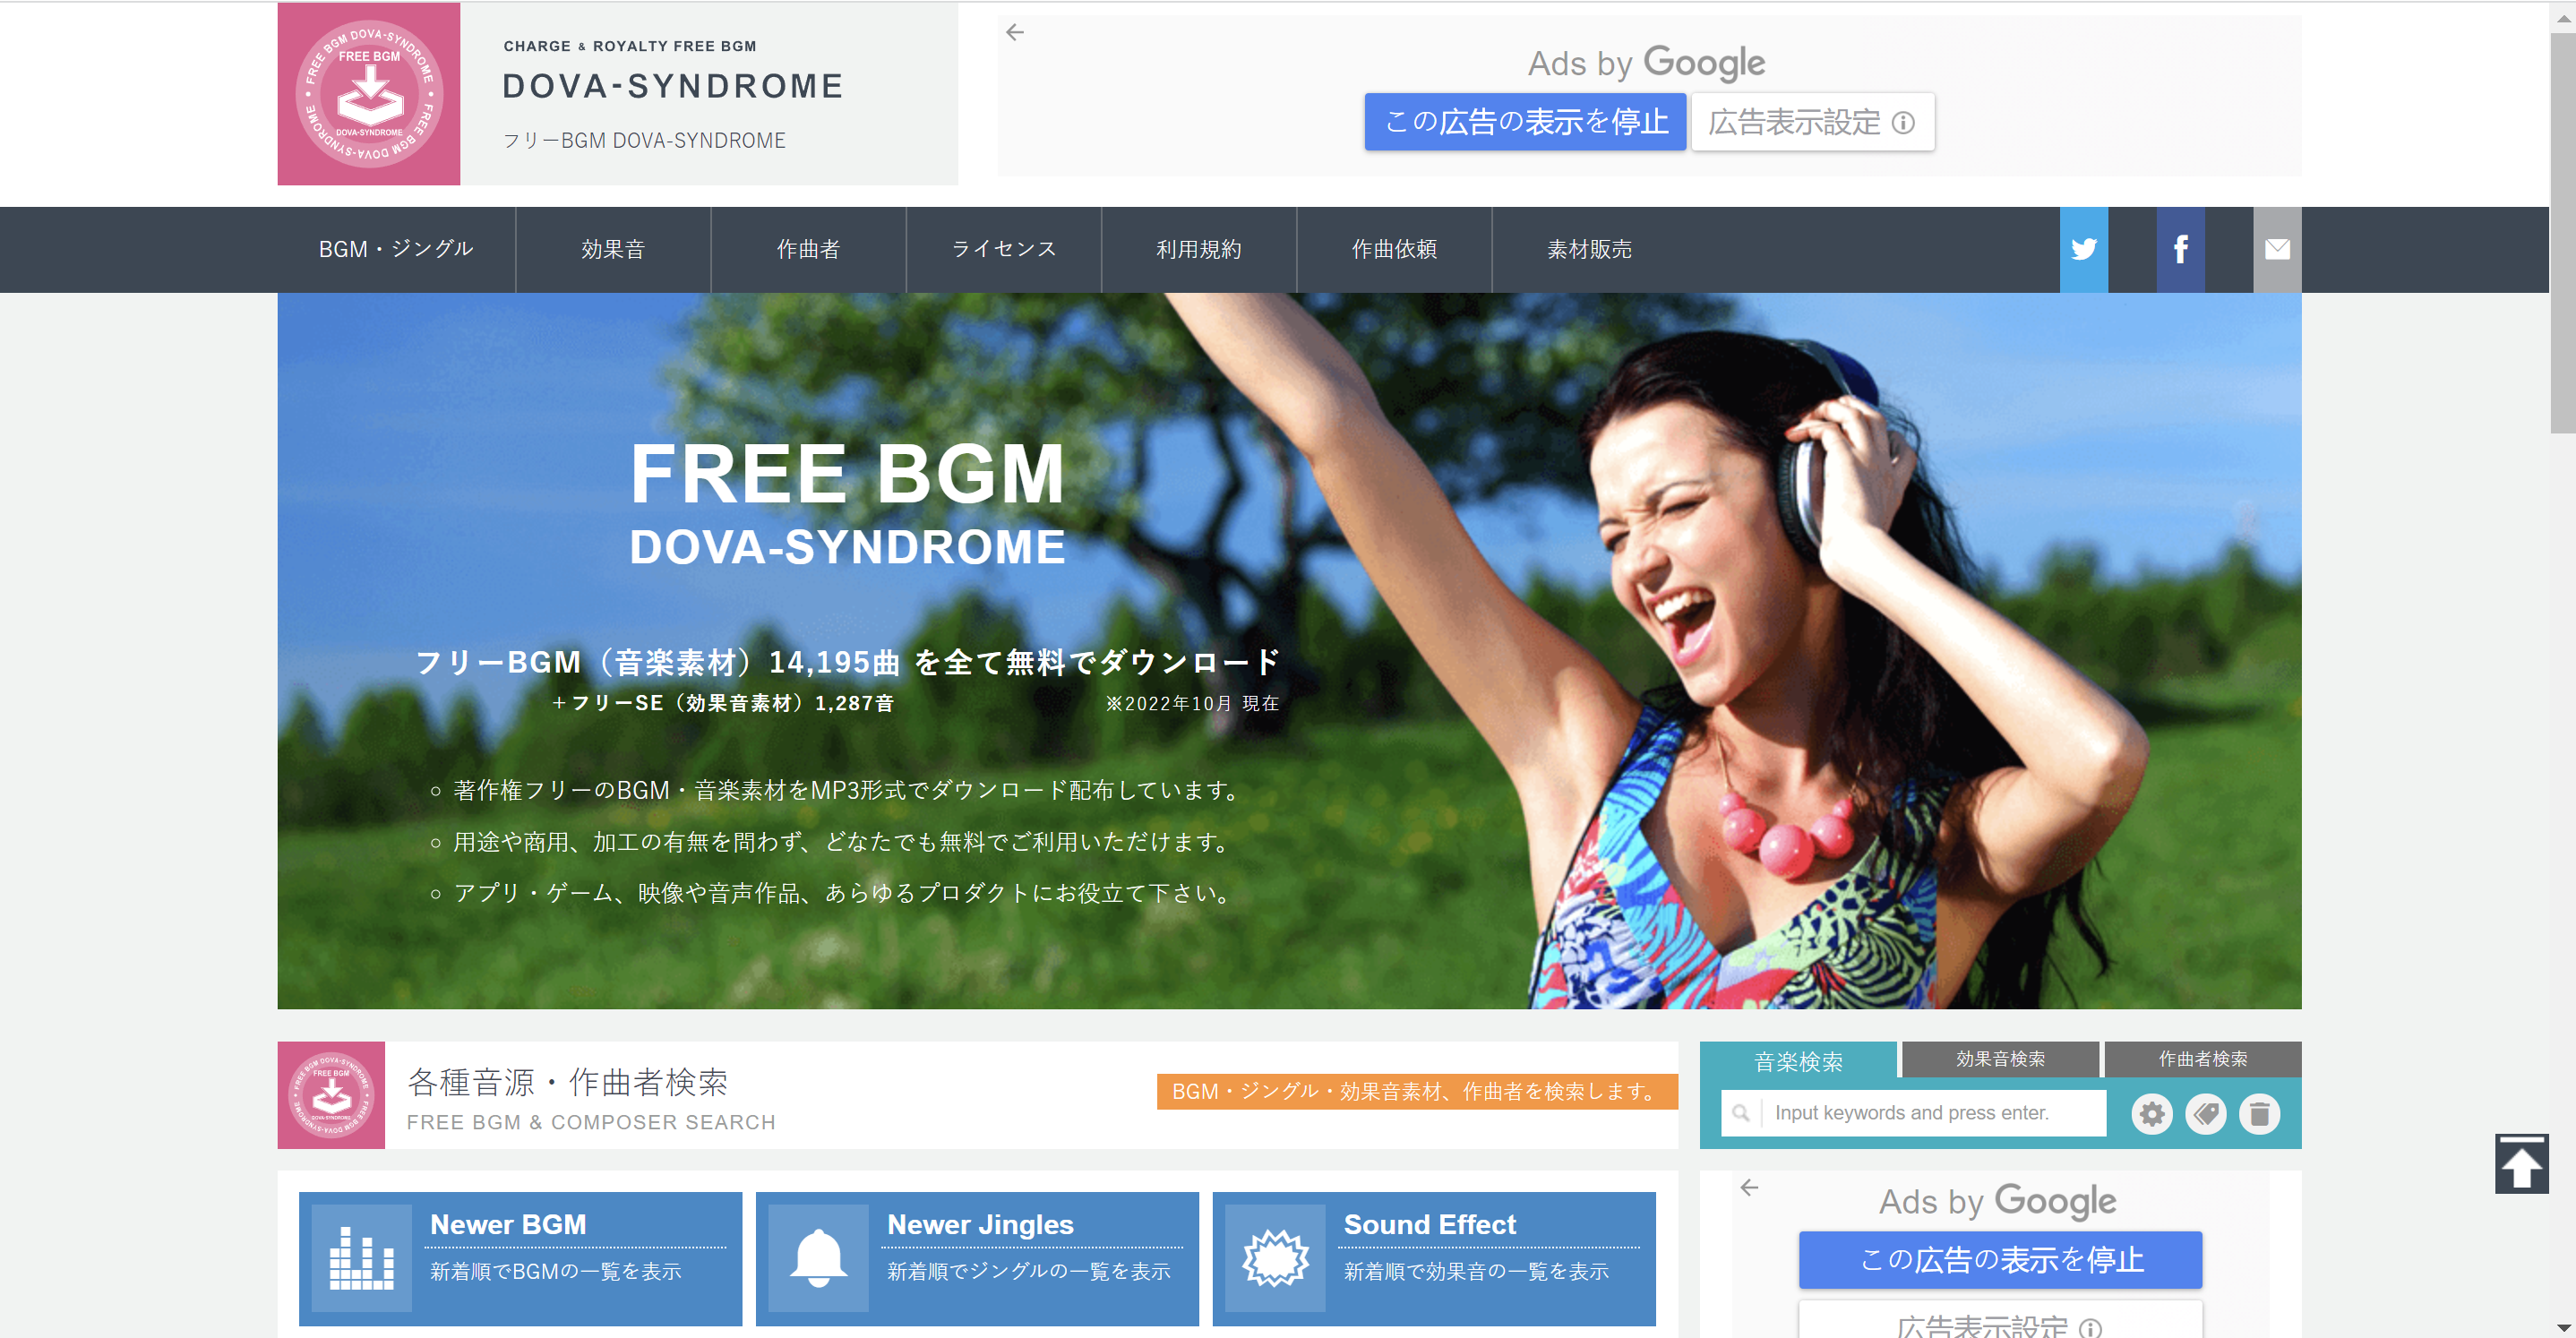 FREE BGM DOVA-SYNDROME • FREE BGM DOVA-SYNDROME •
FREE BGM
DOVA-SYNDROME
CHARGE & ROYALTY FREE BGM
DOVA-SYNDROME
フリーBGM DOVA-SYNDROME
Ads by Google
この広告の表示を停止
広告表示設定
BGM・ジングル
効果音
作曲者
ライセンス
利用規約
作曲依頼
素材販売
FREE BGM
DOVA-SYNDROME
フリーBGM（音楽素材）14,195曲 を全て無料でダウンロード
＋フリーSE（効果音素材）1,287音
※2022年10月 現在
著作権フリーのBGM・音楽素材をMP3形式でダウンロード配布しています。
用途や商用、加工の有無を問わず、どなたでも無料でご利用いただけます。
アプリ・ゲーム、映像や音声作品、あらゆるプロダクトにお役立て下さい。
FREE BGM DOVA-SYNDROME • FREE BGM DOVA-SYNDROME •
FREE BGM
DOVA-SYNDROME
各種音源・作曲者検索
FREE BGM & COMPOSER SEARCH
BGM・ジングル・効果音素材、作曲者を検索します。
音楽検索
効果音検索
作曲者検索
Input keywords and press enter.
Newer BGM
新着順でBGMの一覧を表示
Newer Jingles
新着順でジングルの一覧を表示
Sound Effect
新着順で効果音の一覧を表示
Ads by Google
この広告の表示を停止
広告表示設定